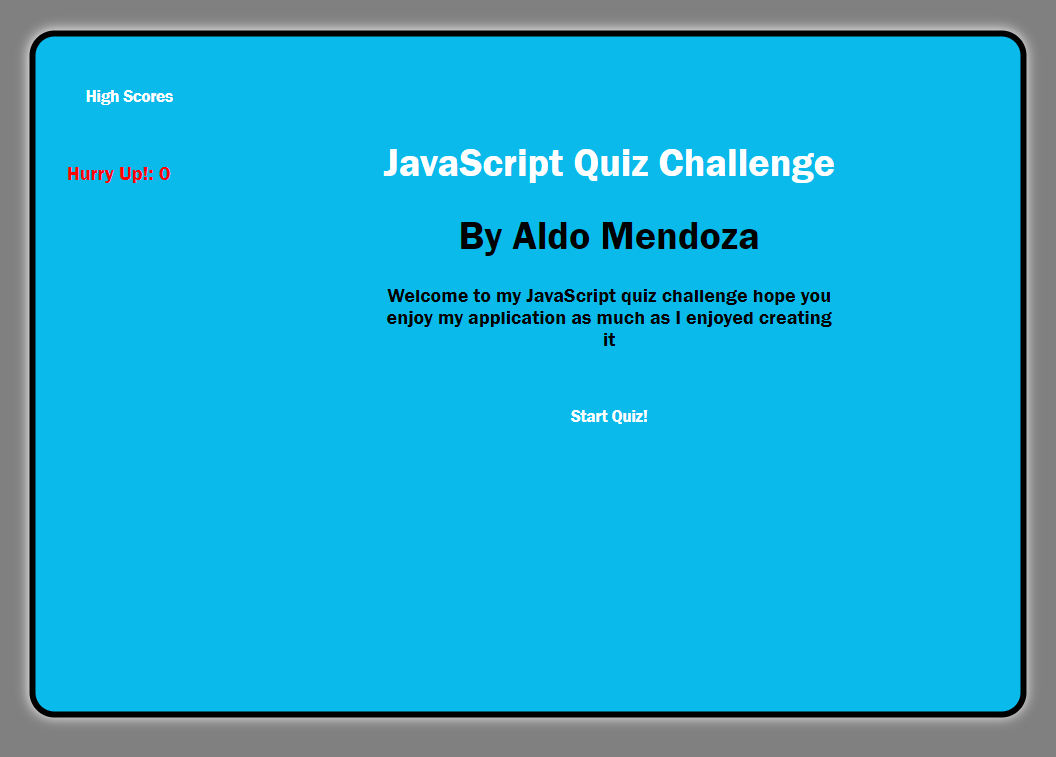 High Scores
Hurry Up!: 0
JavaScript Quiz Challenge
By Aldo Mendoza
Welcome to my JavaScript quiz challenge hope you
enjoy my application as much as I enjoyed creating
it
Start Quiz!